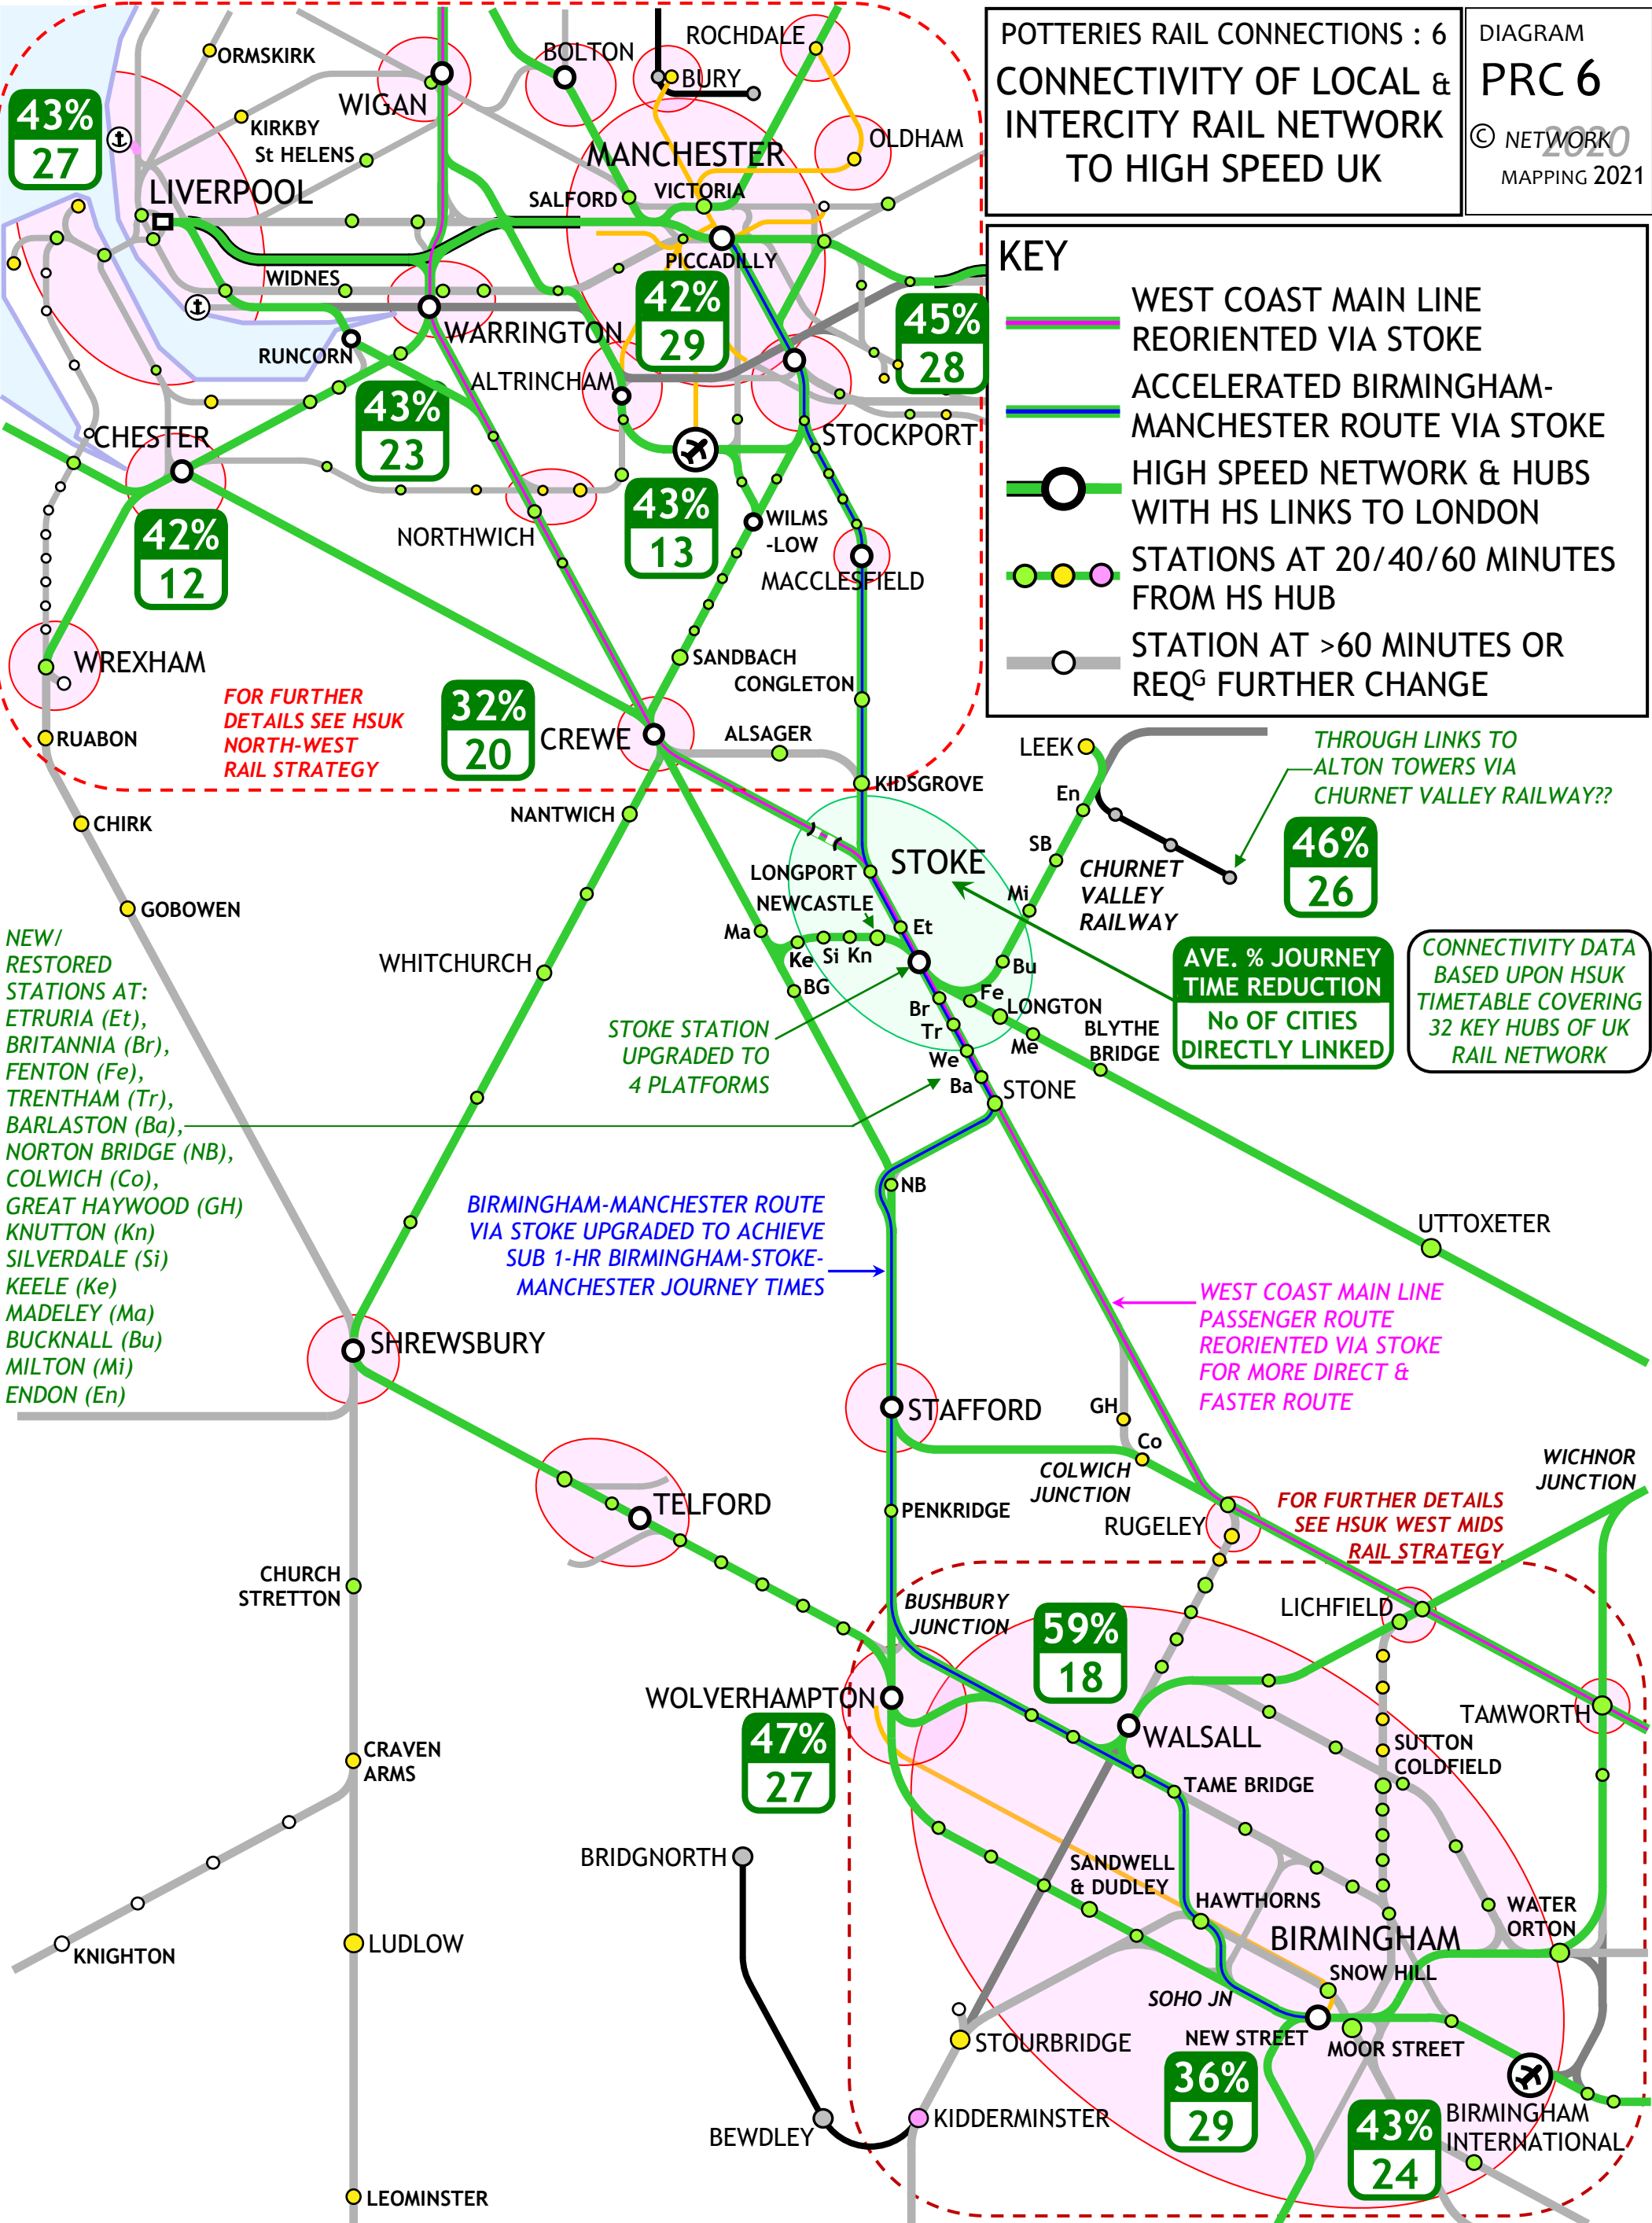 POTTERIES RAIL CONNECTIONS : 6
CONNECTIVITY OF LOCAL &
INTERCITY RAIL NETWORK
TO HIGH SPEED UK
DIAGRAM
PRC 6
© NETWORK
2020
MAPPING 2021
KEY
WEST COAST MAIN LINE
REORIENTED VIA STOKE
ACCELERATED BIRMINGHAM-
MANCHESTER ROUTE VIA STOKE
HIGH SPEED NETWORK & HUBS
WITH HS LINKS TO LONDON
STATIONS AT 20/40/60 MINUTES
FROM HS HUB
STATION AT >60 MINUTES OR
REQᴳ FURTHER CHANGE
ORMSKIRK
BOLTON
ROCHDALE
BURY
WIGAN
43%
27
KIRKBY
St HELENS
OLDHAM
MANCHESTER
LIVERPOOL
SALFORD
VICTORIA
PICCADILLY
WIDNES
42%
29
45%
28
WARRINGTON
RUNCORN
ALTRINCHAM
43%
23
STOCKPORT
CHESTER
43%
13
42%
12
NORTHWICH
WILMS
-LOW
MACCLESFIELD
WREXHAM
SANDBACH
CONGLETON
FOR FURTHER
DETAILS SEE HSUK
NORTH-WEST
RAIL STRATEGY
32%
20
CREWE
ALSAGER
RUABON
KIDSGROVE
LEEK
THROUGH LINKS TO
ALTON TOWERS VIA
CHURNET VALLEY RAILWAY??
En
NANTWICH
CHIRK
46%
26
SB
STOKE
LONGPORT
CHURNET
VALLEY
RAILWAY
NEWCASTLE
Mi
GOBOWEN
Et
Ma
Ke Si Kn
Bu
BG
WHITCHURCH
AVE. % JOURNEY
TIME REDUCTION
No OF CITIES
DIRECTLY LINKED
CONNECTIVITY DATA
BASED UPON HSUK
TIMETABLE COVERING
32 KEY HUBS OF UK
RAIL NETWORK
NEW/
RESTORED
STATIONS AT:
ETRURIA (Et),
BRITANNIA (Br),
FENTON (Fe),
TRENTHAM (Tr),
BARLASTON (Ba),
NORTON BRIDGE (NB),
COLWICH (Co),
GREAT HAYWOOD (GH)
KNUTTON (Kn)
SILVERDALE (Si)
KEELE (Ke)
MADELEY (Ma)
BUCKNALL (Bu)
MILTON (Mi)
ENDON (En)
STOKE STATION
UPGRADED TO
4 PLATFORMS
Fe
Br
LONGTON
Tr
Me
BLYTHE
BRIDGE
We
Ba
STONE
NB
BIRMINGHAM-MANCHESTER ROUTE
VIA STOKE UPGRADED TO ACHIEVE
SUB 1-HR BIRMINGHAM-STOKE-
MANCHESTER JOURNEY TIMES
UTTOXETER
WEST COAST MAIN LINE
PASSENGER ROUTE
REORIENTED VIA STOKE
FOR MORE DIRECT &
FASTER ROUTE
SHREWSBURY
STAFFORD
GH
Co
COLWICH
JUNCTION
WICHNOR
JUNCTION
TELFORD
PENKRIDGE
RUGELEY
FOR FURTHER DETAILS
SEE HSUK WEST MIDS
RAIL STRATEGY
CHURCH
STRETTON
BUSHBURY
JUNCTION
59%
18
LICHFIELD
WOLVERHAMPTON
47%
27
WALSALL
TAMWORTH
SUTTON
COLDFIELD
CRAVEN
ARMS
TAME BRIDGE
BRIDGNORTH
SANDWELL
& DUDLEY
HAWTHORNS
WATER
ORTON
BIRMINGHAM
KNIGHTON
LUDLOW
SNOW HILL
SOHO JN
NEW STREET
MOOR STREET
STOURBRIDGE
36%
29
BEWDLEY
KIDDERMINSTER
43%
24
BIRMINGHAM
INTERNATIONAL
LEOMINSTER